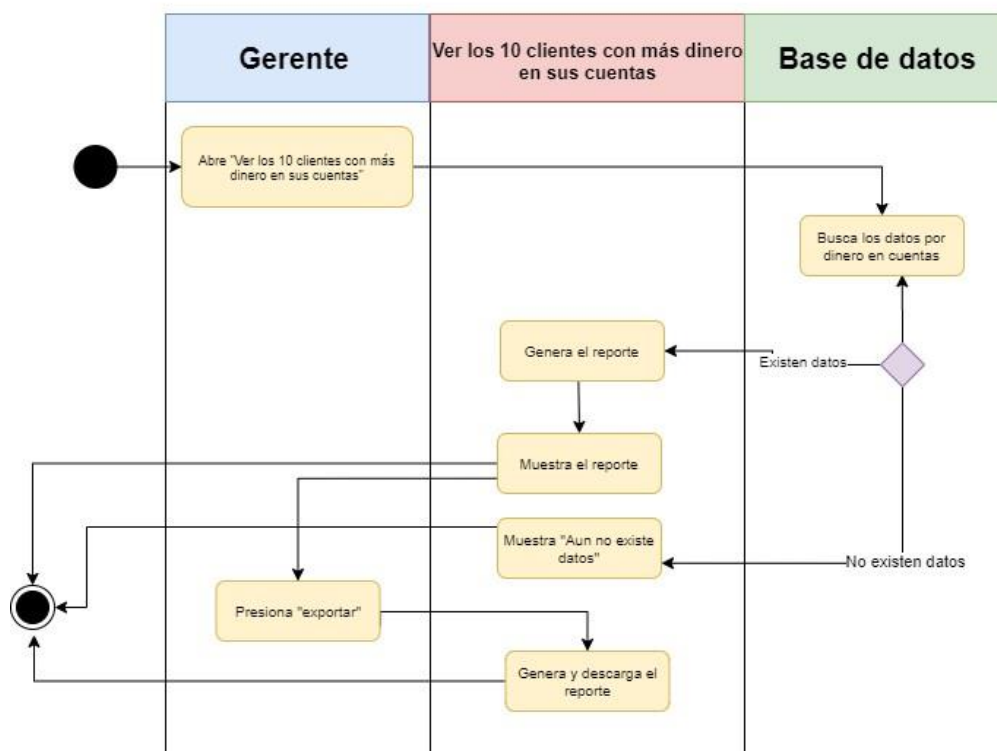 Gerente
Ver los 10 clientes con más dinero
en sus cuentas
Base de datos
Abre "Ver los 10 clientes con más
dinero en sus cuentas"
Busca los datos por
dinero en cuentas
Genera el reporte
Existen datos
Muestra el reporte
Muestra "Aun no existe
datos"
No existen datos
Presiona "exportar"
Genera y descarga el
reporte